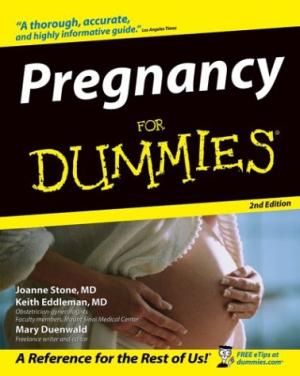 "A thorough, accurate,
and highly informative guide." Los Angeles Times
Pregnancy
FOR
DUMMIES®
2nd Edition
Joanne Stone, MD
Keith Eddleman, MD
Obstetrician-gynecologists
Faculty members, Mount Sinai Medical Center
Mary Duenwald
Freelance writer and editor
A Reference for the Rest of Us!®
FREE eTips at
dummies.com®